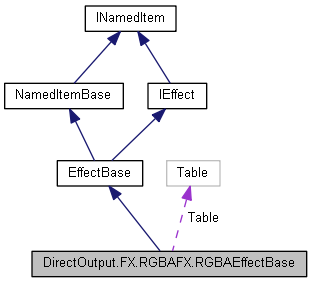 INamedItem
NamedItemBase
IEffect
EffectBase
Table
Table
DirectOutput.FX.RGBAFX.RGBAEffectBase